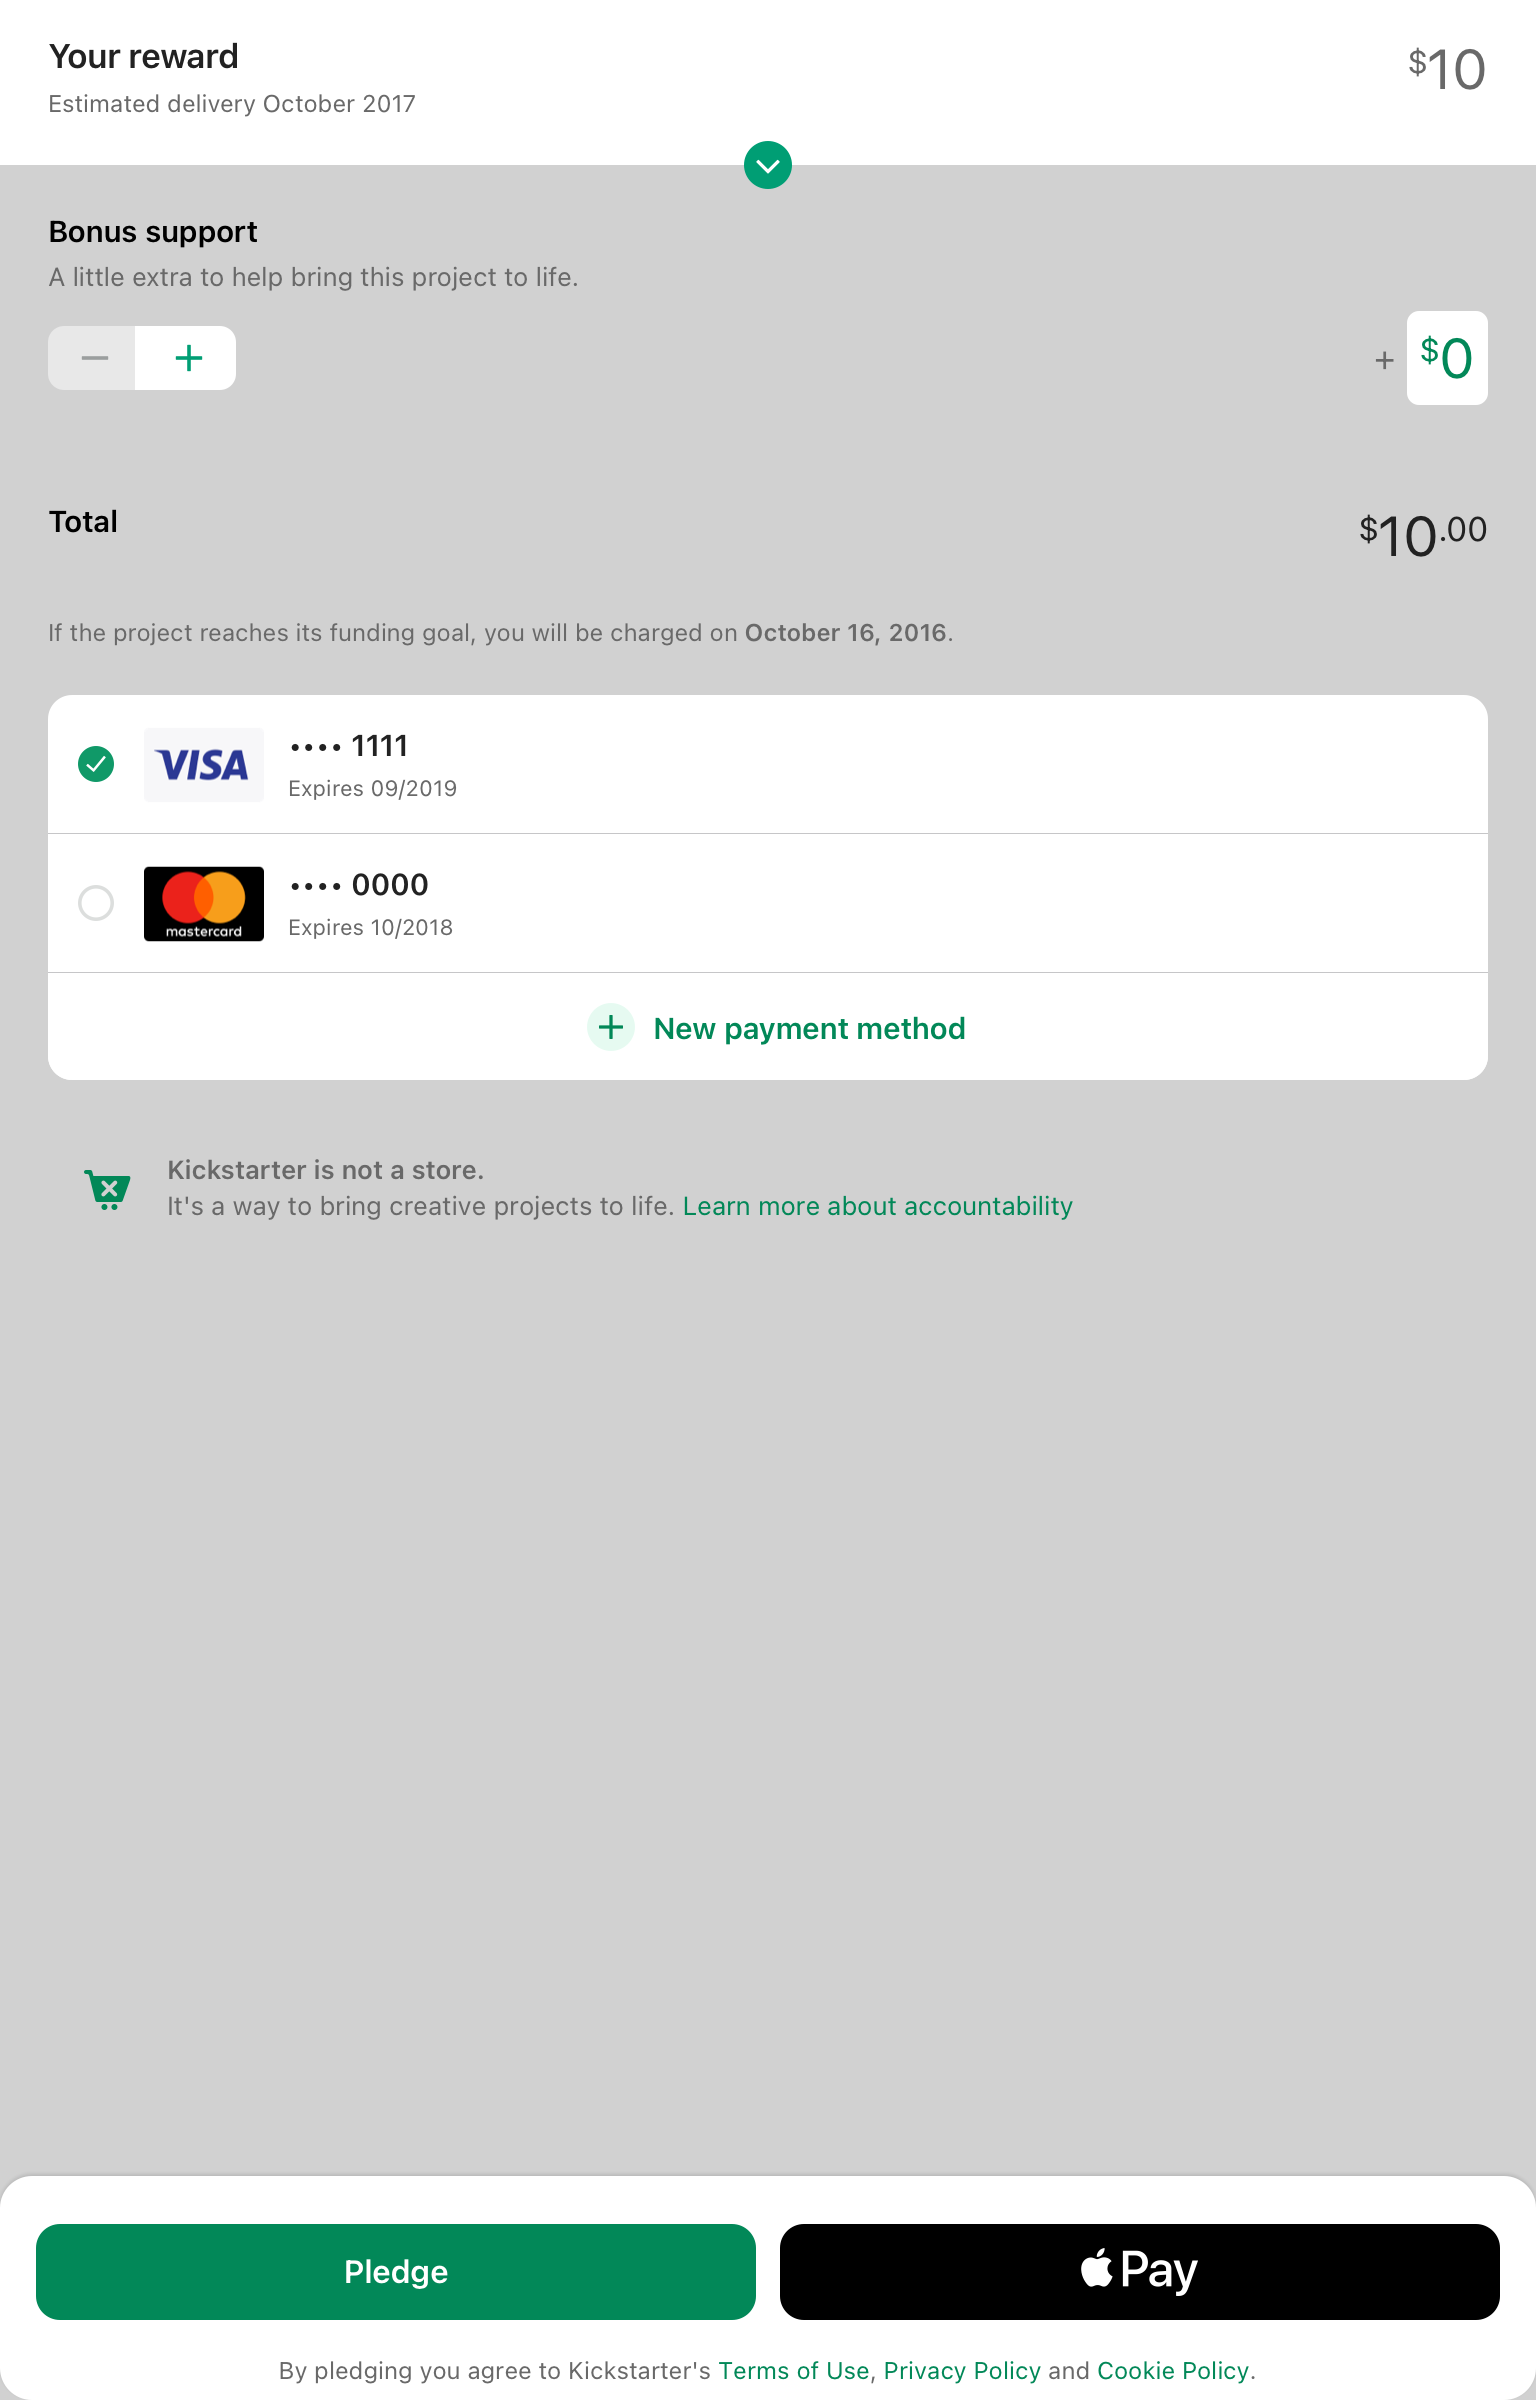 Your reward
$10
Estimated delivery October 2017
Bonus support
A little extra to help bring this project to life.
+ $0
Total
$10.00
If the project reaches its funding goal, you will be charged on October 16, 2016.
VISA
•••• 1111
Expires 09/2019
mastercard
•••• 0000
Expires 10/2018
New payment method
Kickstarter is not a store.
It's a way to bring creative projects to life. Learn more about accountability
Pledge
Pay
By pledging you agree to Kickstarter's Terms of Use, Privacy Policy and Cookie Policy.